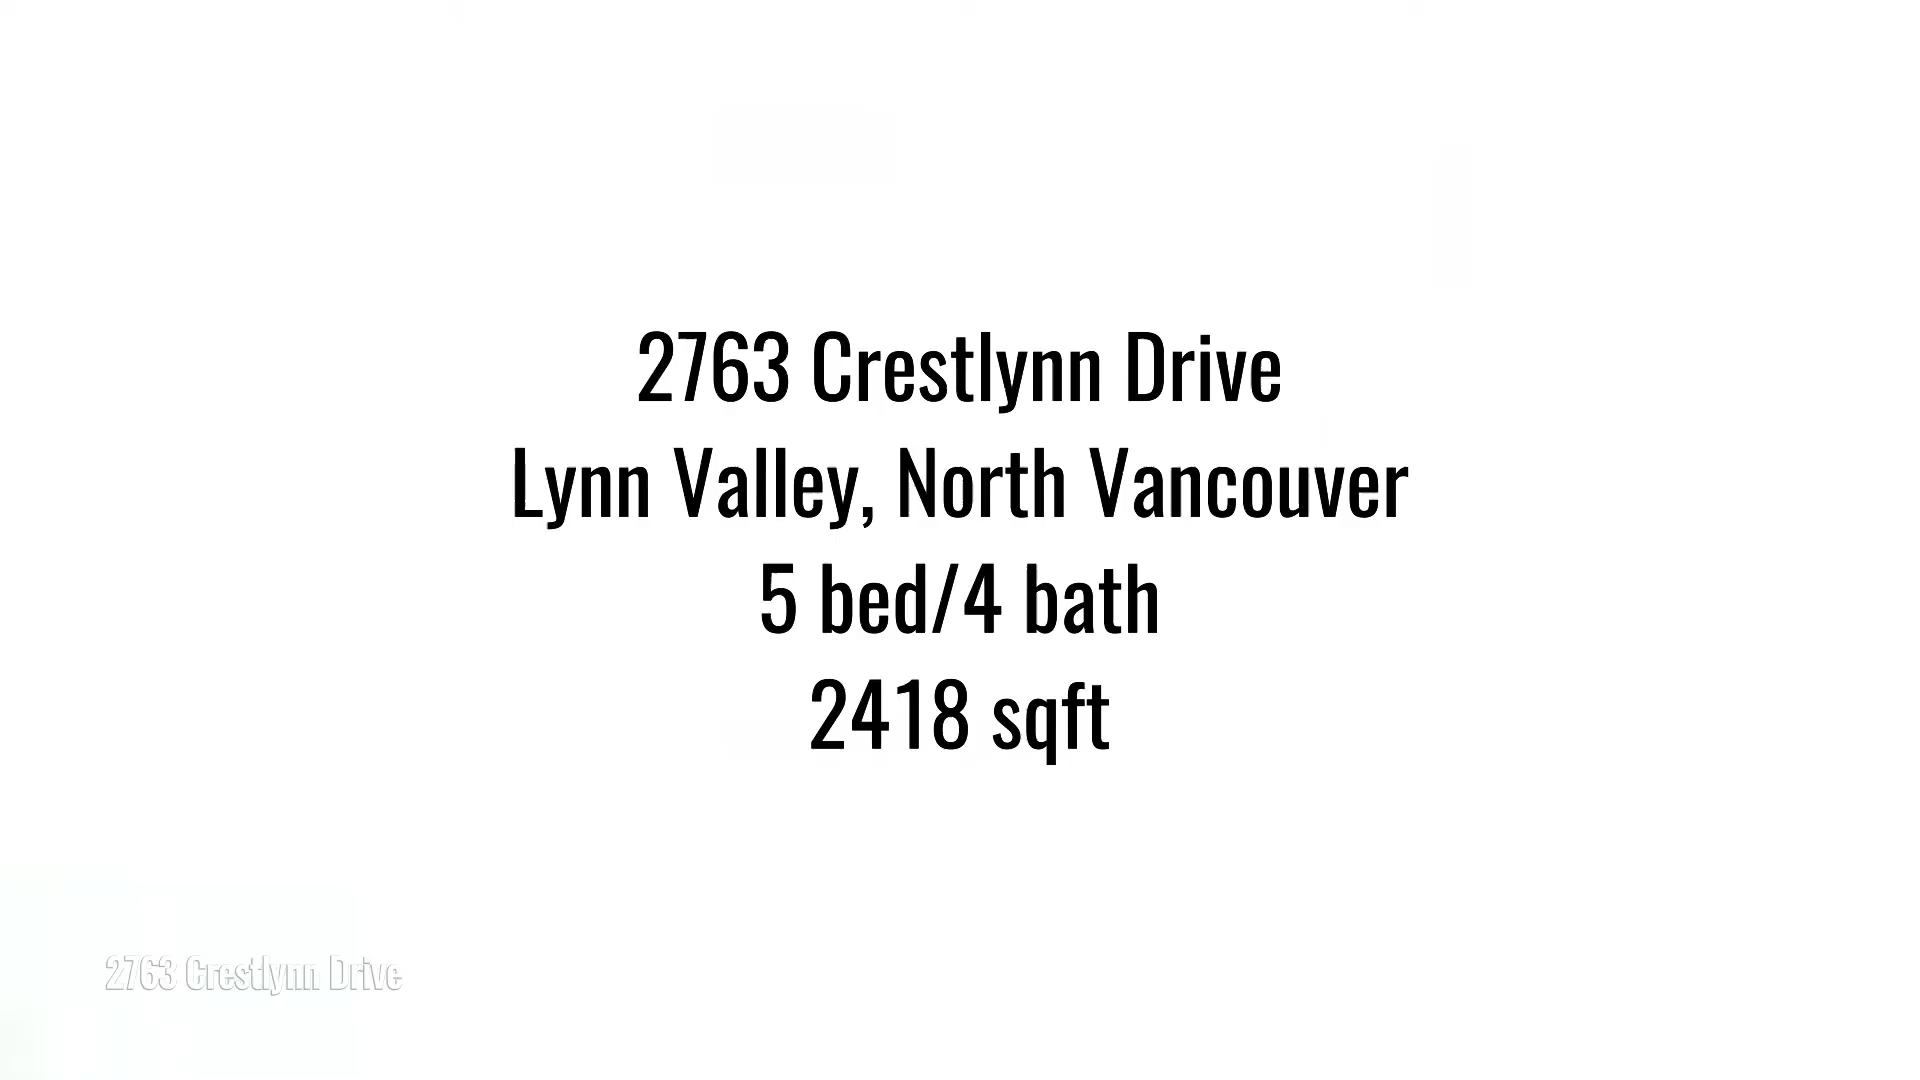 2763 Crestlynn Drive
Lynn Valley, North Vancouver
5 bed/4 bath
2418 sqft
2763 Crestlynn Drive